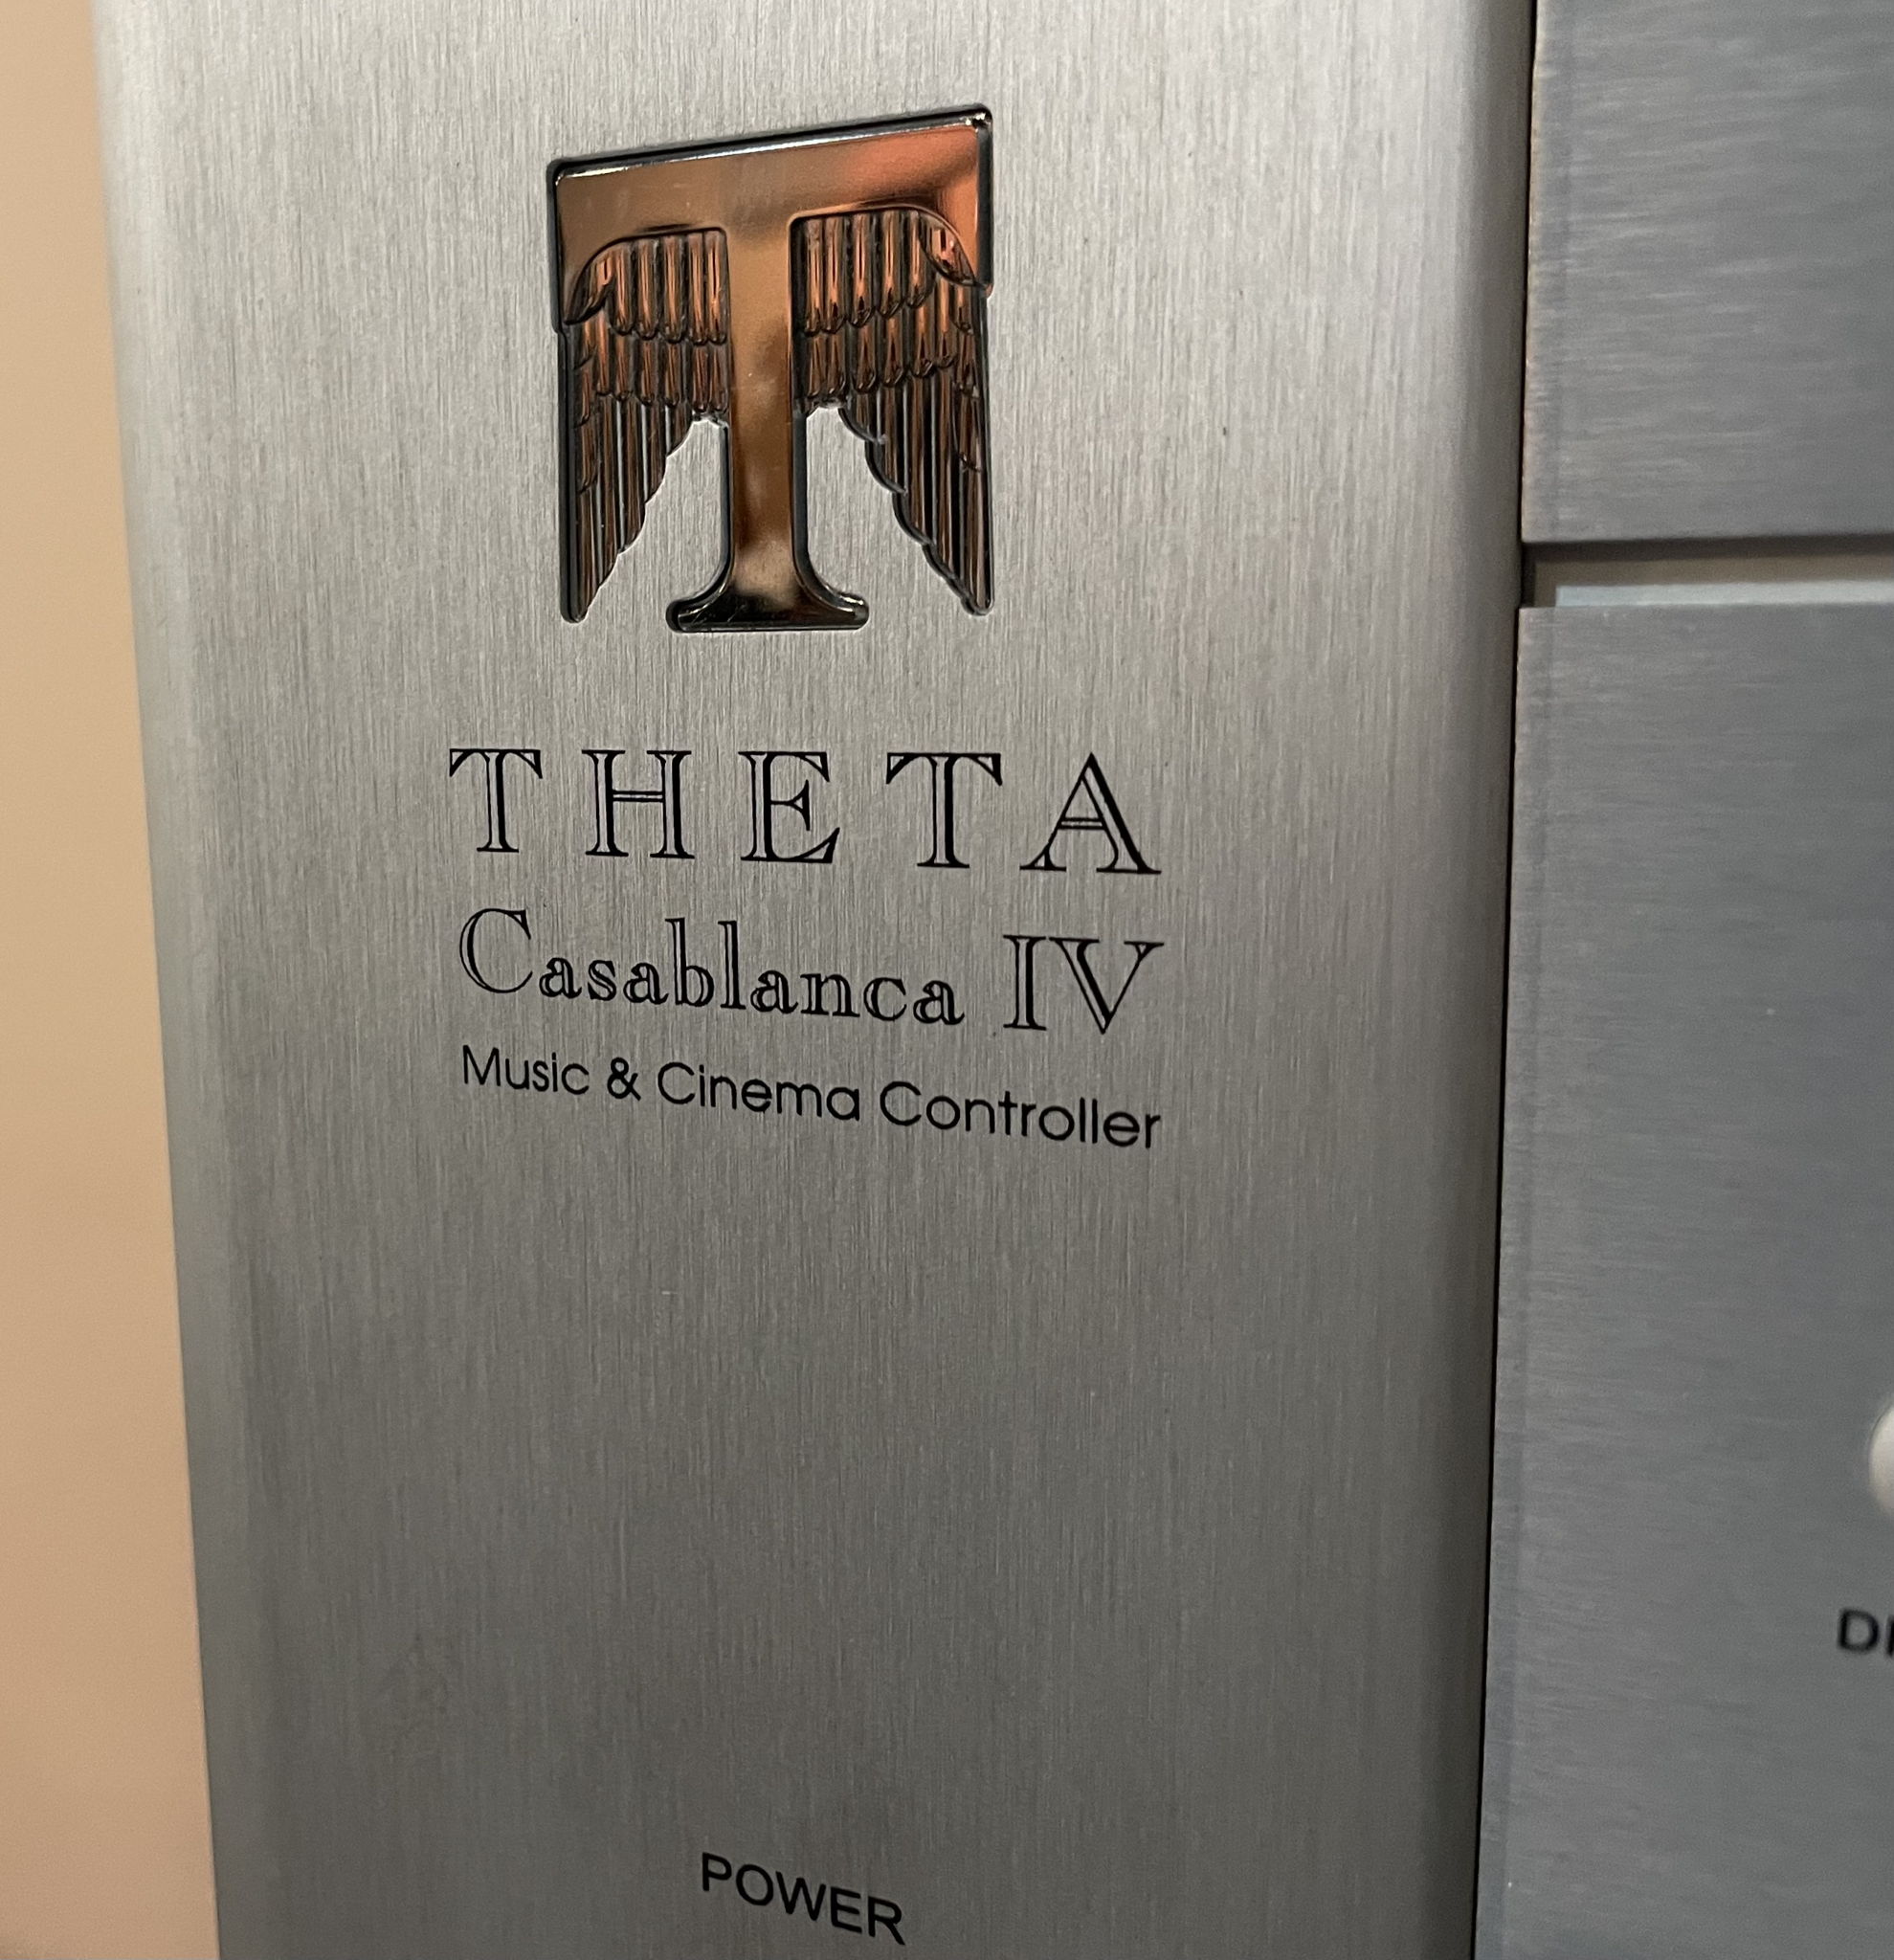 T
THETA
Casablanca IV
Music & Cinema Controller
POWER